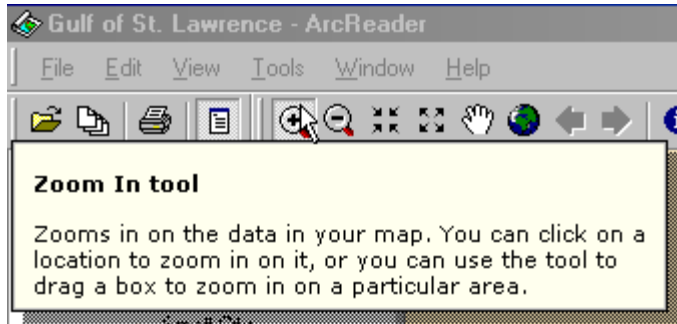 Gulf of St. Lawrence - ArcReader
File Edit View Tools Window Help
Zoom In tool
Zooms in on the data in your map. You can click on a
location to zoom in on it, or you can use the tool to
drag a box to zoom in on a particular area.